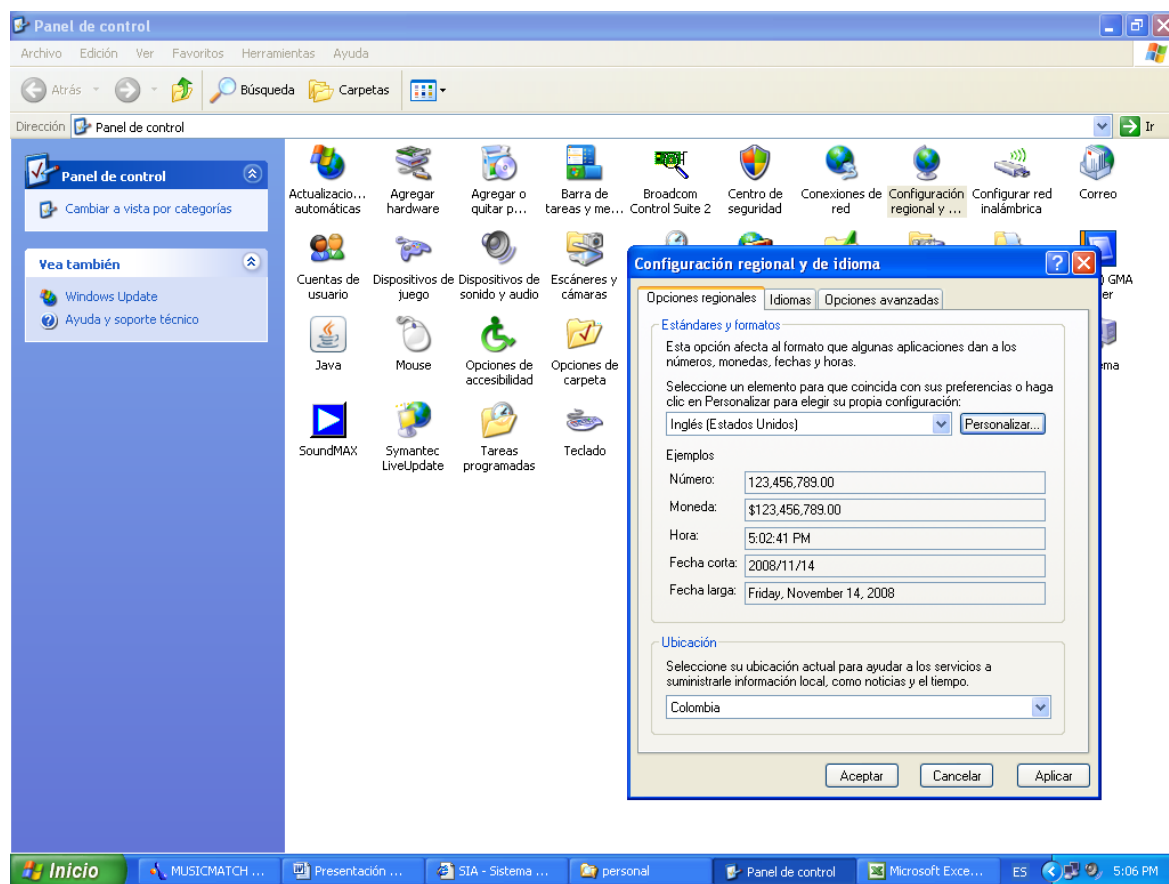 Panel de control
Archivo Edición Ver Favoritos Herramientas Ayuda
Atrás Búsqueda Carpetas
Dirección Panel de control Ir
Panel de control
Cambiar a vista por categorías
Vea también
Windows Update
Ayuda y soporte técnico
Actualizacio...
automáticas
Agregar
hardware
Agregar o
quitar p...
Barra de
tareas y me...
Broadcom
Control Suite 2
Centro de
seguridad
Conexiones de
red
Configuración
regional y ...
Configurar red
inalámbrica
Correo
Cuentas de
usuario
Dispositivos de
juego
Dispositivos de
sonido y audio
Escáneres y
cámaras
GMA
Java
Mouse
Opciones de
accesibilidad
Opciones de
carpeta
SoundMAX
Symantec
LiveUpdate
Tareas
programadas
Teclado
Configuración regional y de idioma
Opciones regionales Idiomas Opciones avanzadas
Estándares y formatos
Esta opción afecta al formato que algunas aplicaciones dan a los
números, monedas, fechas y horas.
Seleccione un elemento para que coincida con sus preferencias o haga
clic en Personalizar para elegir su propia configuración:
Inglés (Estados Unidos) Personalizar...
Ejemplos
Número: 123,456,789.00
Moneda: $123,456,789.00
Hora: 5:02:41 PM
Fecha corta: 2008/11/14
Fecha larga: Friday, November 14, 2008
Ubicación
Seleccione su ubicación actual para ayudar a los servicios a
suministrarle información local, como noticias y el tiempo.
Colombia
Aceptar Cancelar Aplicar
Inicio MUSICMATCH ... Presentación ... SIA - Sistema ... personal Panel de control Microsoft Exce... ES 5:06 PM